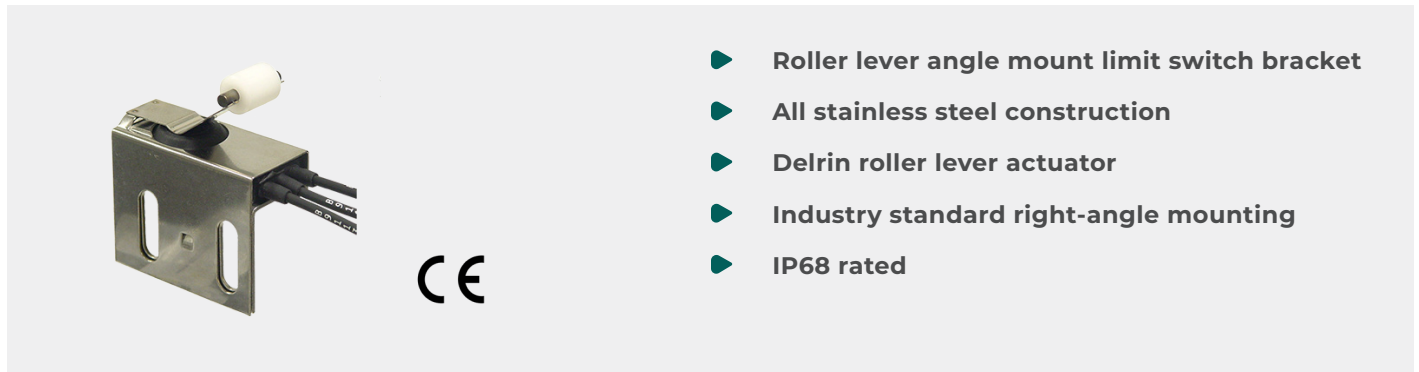 CE
Roller lever angle mount limit switch bracket
All stainless steel construction
Delrin roller lever actuator
Industry standard right-angle mounting
IP68 rated